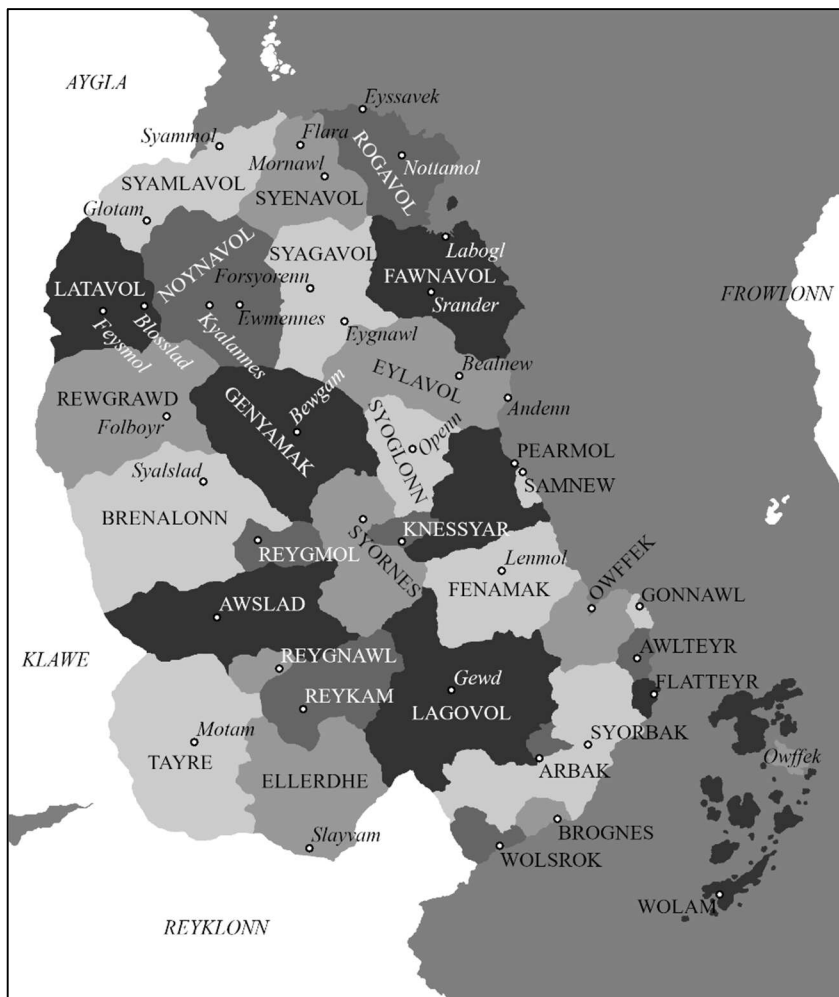 AYGLA
Eyssavek
Syammol
Flara
ROGAVOL
Nottamol
Mornawl
SYAMLAVOL
SYENAVOL
Glotam
NOYNAVOL
SYAGAVOL
Labogl
Forsyorenn
FAWNAVOL
LATAVOL
Srander
FROWLONN
Feysmol
Blosslad
Kyalannes
Ewmennes
Eygnawl
EYLAVOL
Bealnew
REWGRAWD
Andenn
Folboyr
GENYAMAK
Bewgam
SYOGLONN
Openn
PEARMOL
Syalslad
SAMNEW
BRENALONN
KNESSYAR
REYGMOL
SYORNES
Lenmol
FENAMAK
OWFFEK
GONNAWL
AWSLAD
KLAWE
REYGNAWL
AWLTEYR
Gewd
FLATTEYR
REYKAM
LAGOVOL
Motam
SYORBAK
Owffek
TAYRE
ARBAK
ELLERDHE
BROGNES
Slayvam
WOLSROK
WOLAM
REYKLONN